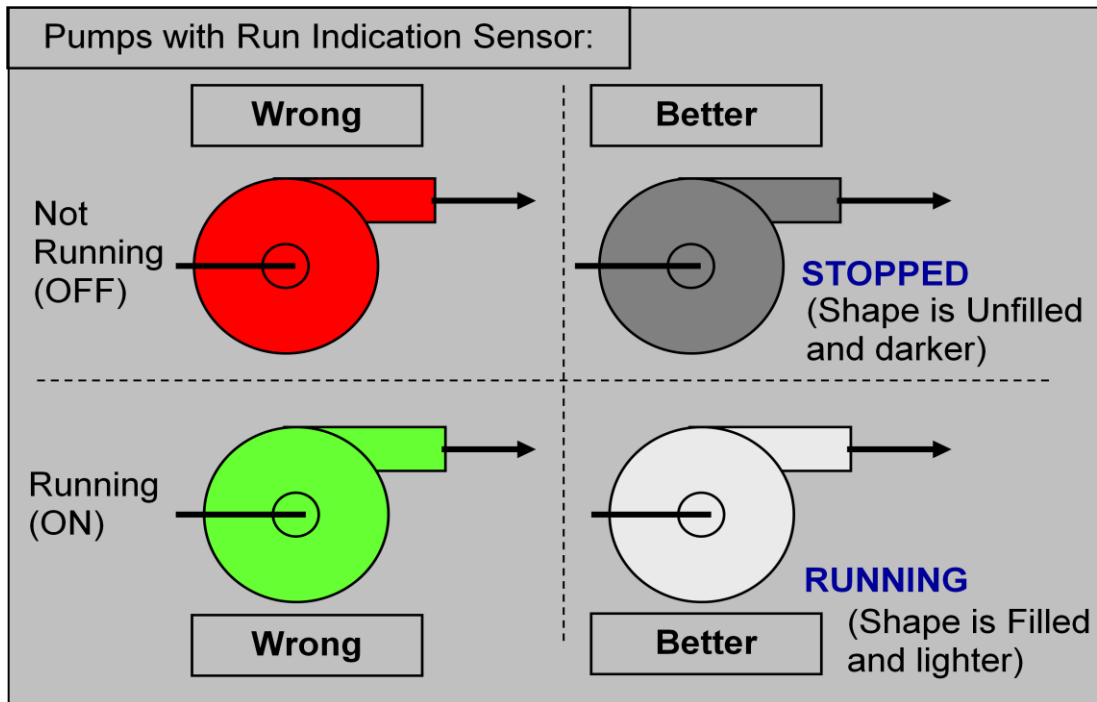 Pumps with Run Indication Sensor:
Wrong
Better
Not
Running
(OFF)
STOPPED
(Shape is Unfilled
and darker)
Running
(ON)
RUNNING
(Shape is Filled
and lighter)
Wrong
Better